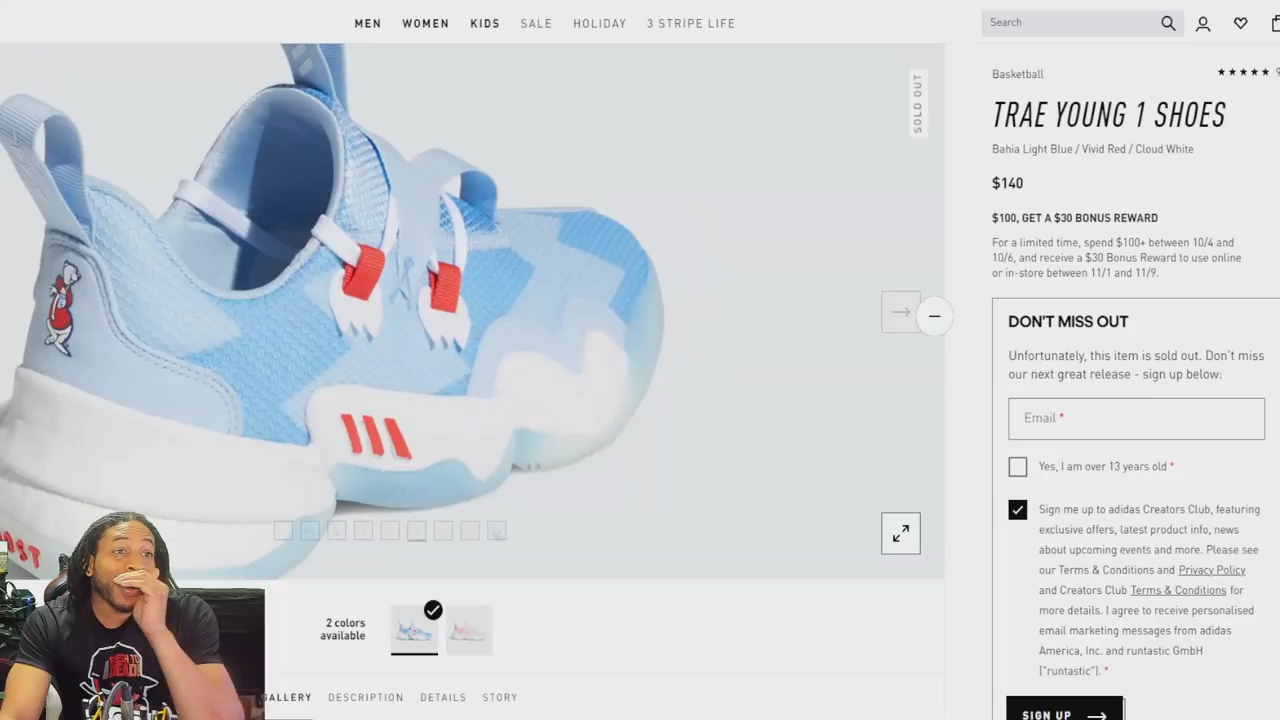 MEN WOMEN KIDS SALE HOLIDAY 3 STRIPE LIFE
Search
SOLD OUT
Basketball
TRAE YOUNG 1 SHOES
Bahia Light Blue / Vivid Red / Cloud White
$140
$100, GET A $30 BONUS REWARD
For a limited time, spend $100+ between 10/4 and
10/6, and receive a $30 Bonus Reward to use online
or in-store between 11/1 and 11/9.
DON'T MISS OUT
Unfortunately, this item is sold out. Don't miss
our next great release - sign up below:
Email *
Yes, I am over 13 years old *
Sign me up to adidas Creators Club, featuring
exclusive offers, latest product info, news
about upcoming events and more. Please see
our Terms & Conditions and Privacy Policy
and Creators Club Terms & Conditions for
more details. I agree to receive personalised
email marketing messages from adidas
America, Inc. and runtastic GmbH
["runtastic"]. *
SIGN UP
2 colors
available
GALLERY DESCRIPTION DETAILS STORY